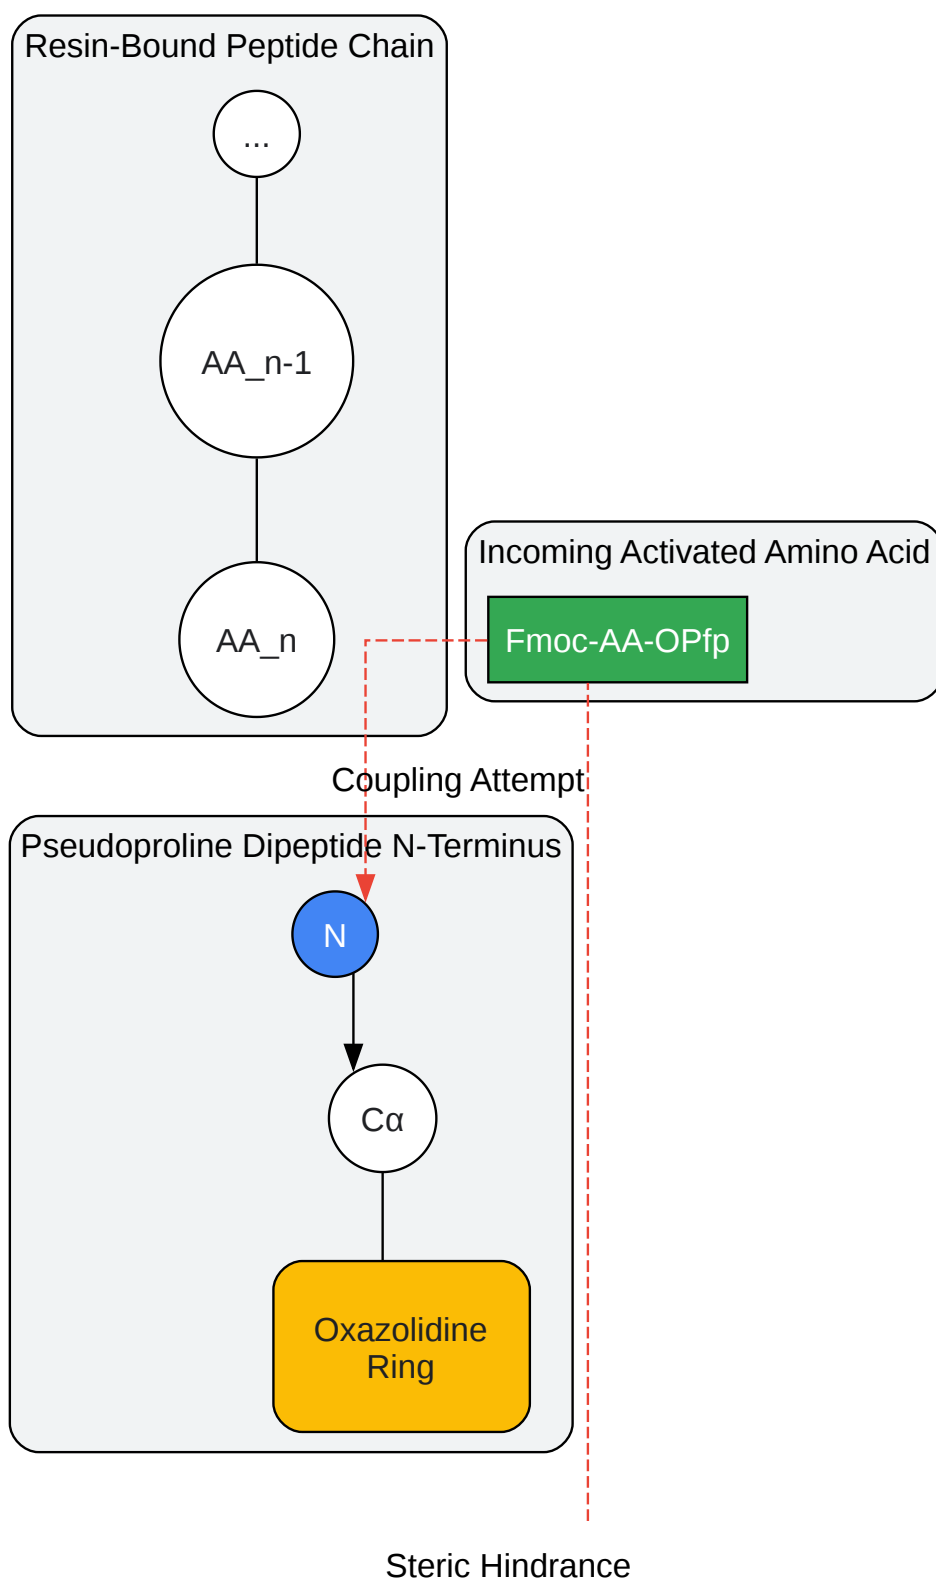 Resin-Bound Peptide Chain
...
AA_n-1
AA_n
Incoming Activated Amino Acid
Fmoc-AA-OPfp
Coupling Attempt
Pseudoproline Dipeptide N-Terminus
N
Cα
Oxazolidine
Ring
Steric Hindrance